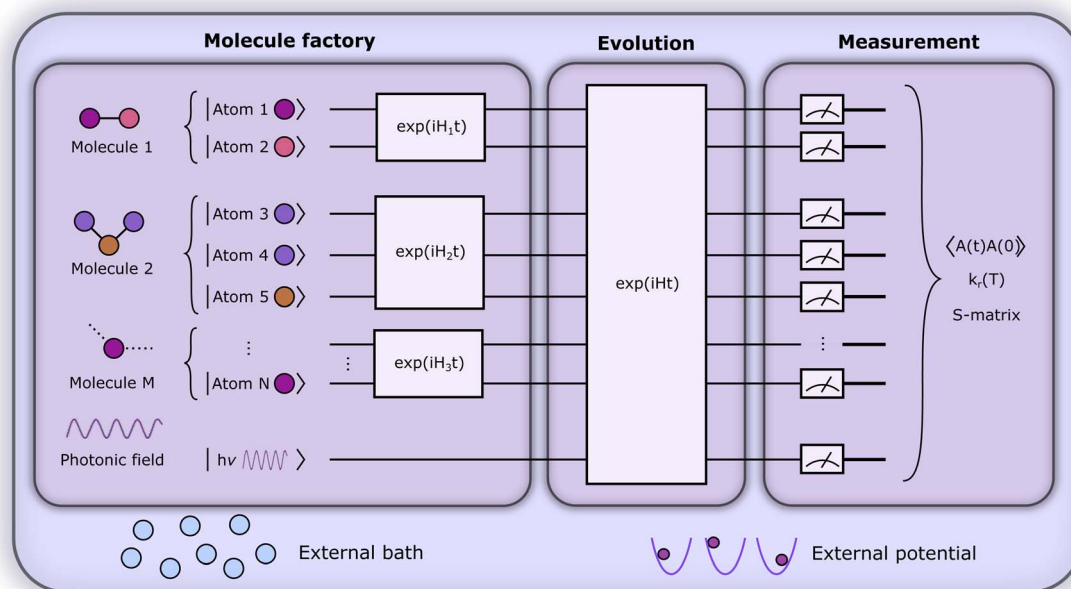 Molecule factory
Evolution
Measurement
Molecule 1
|Atom 1 ⟩
|Atom 2 ⟩
exp(iH₁t)
Molecule 2
|Atom 3 ⟩
|Atom 4 ⟩
|Atom 5 ⟩
exp(iH₂t)
Molecule M
⋮
|Atom N ⟩
⋮
exp(iH₃t)
Photonic field
|hν ⟩
exp(iHt)
⋮
⟨A(t)A(0)⟩
kᵣ(T)
S-matrix
External bath
External potential